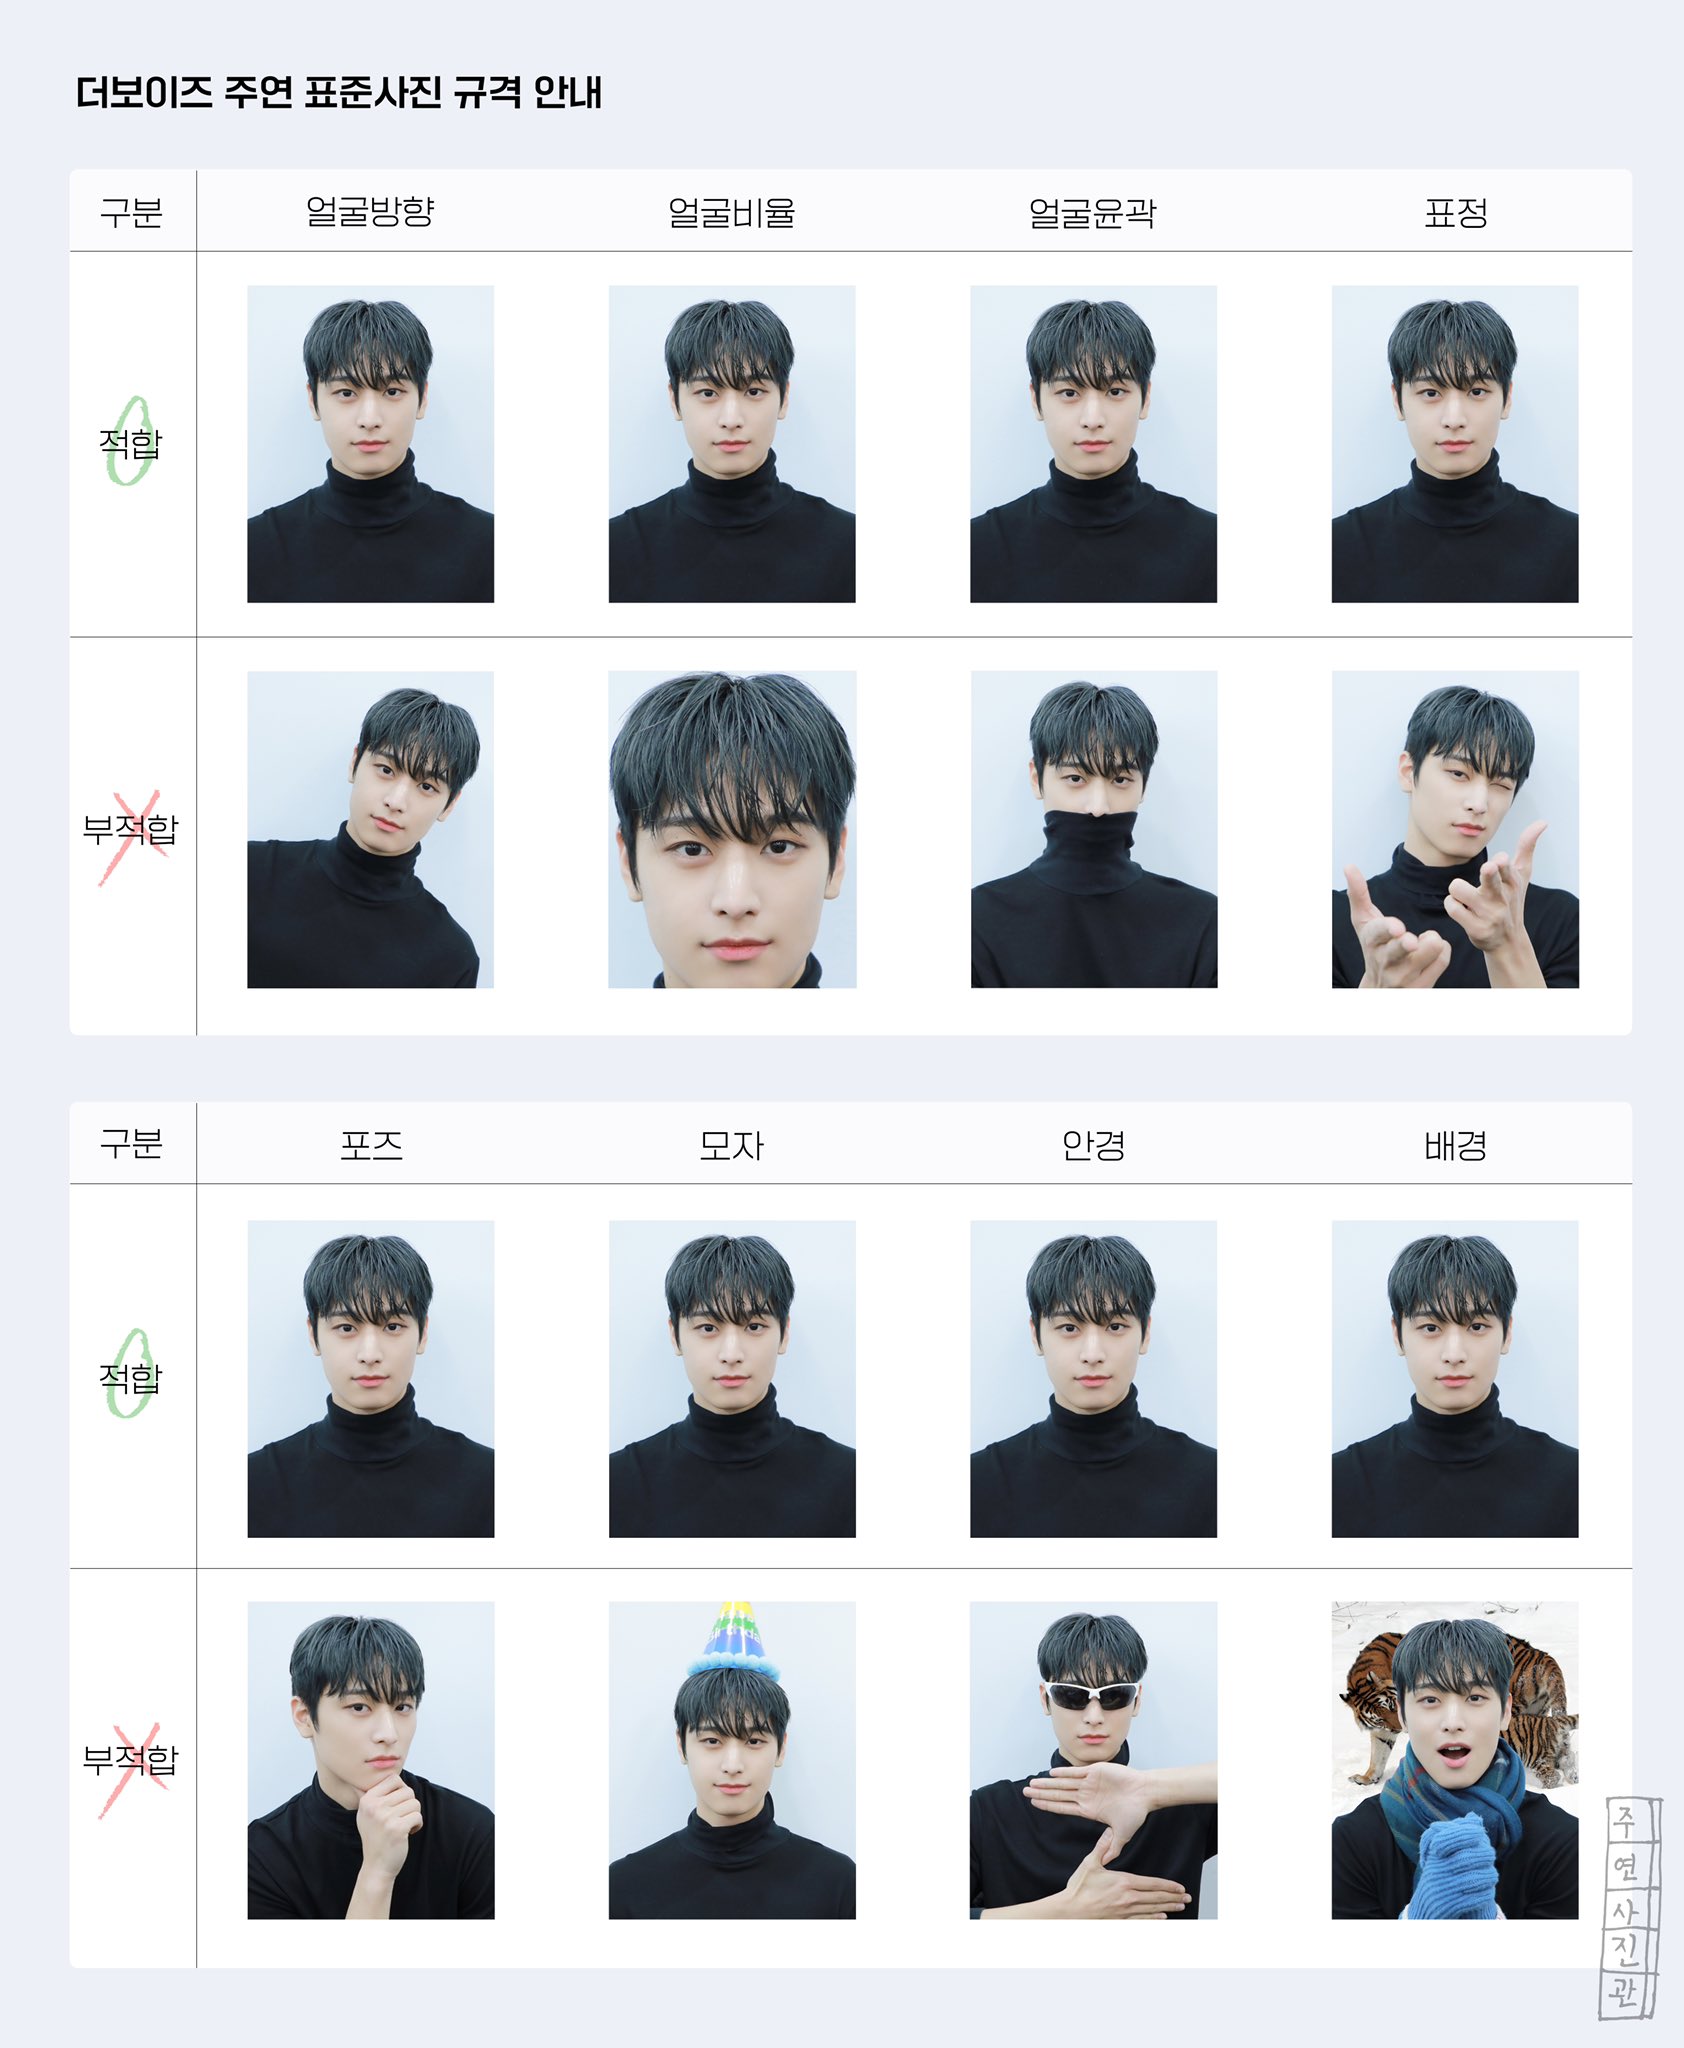 더보이즈 주연 표준사진 규격 안내
구분 얼굴방향 얼굴비율 얼굴윤곽 표정
적합
부적합
구분 포즈 모자 안경 배경
적합
부적합
주연사진관